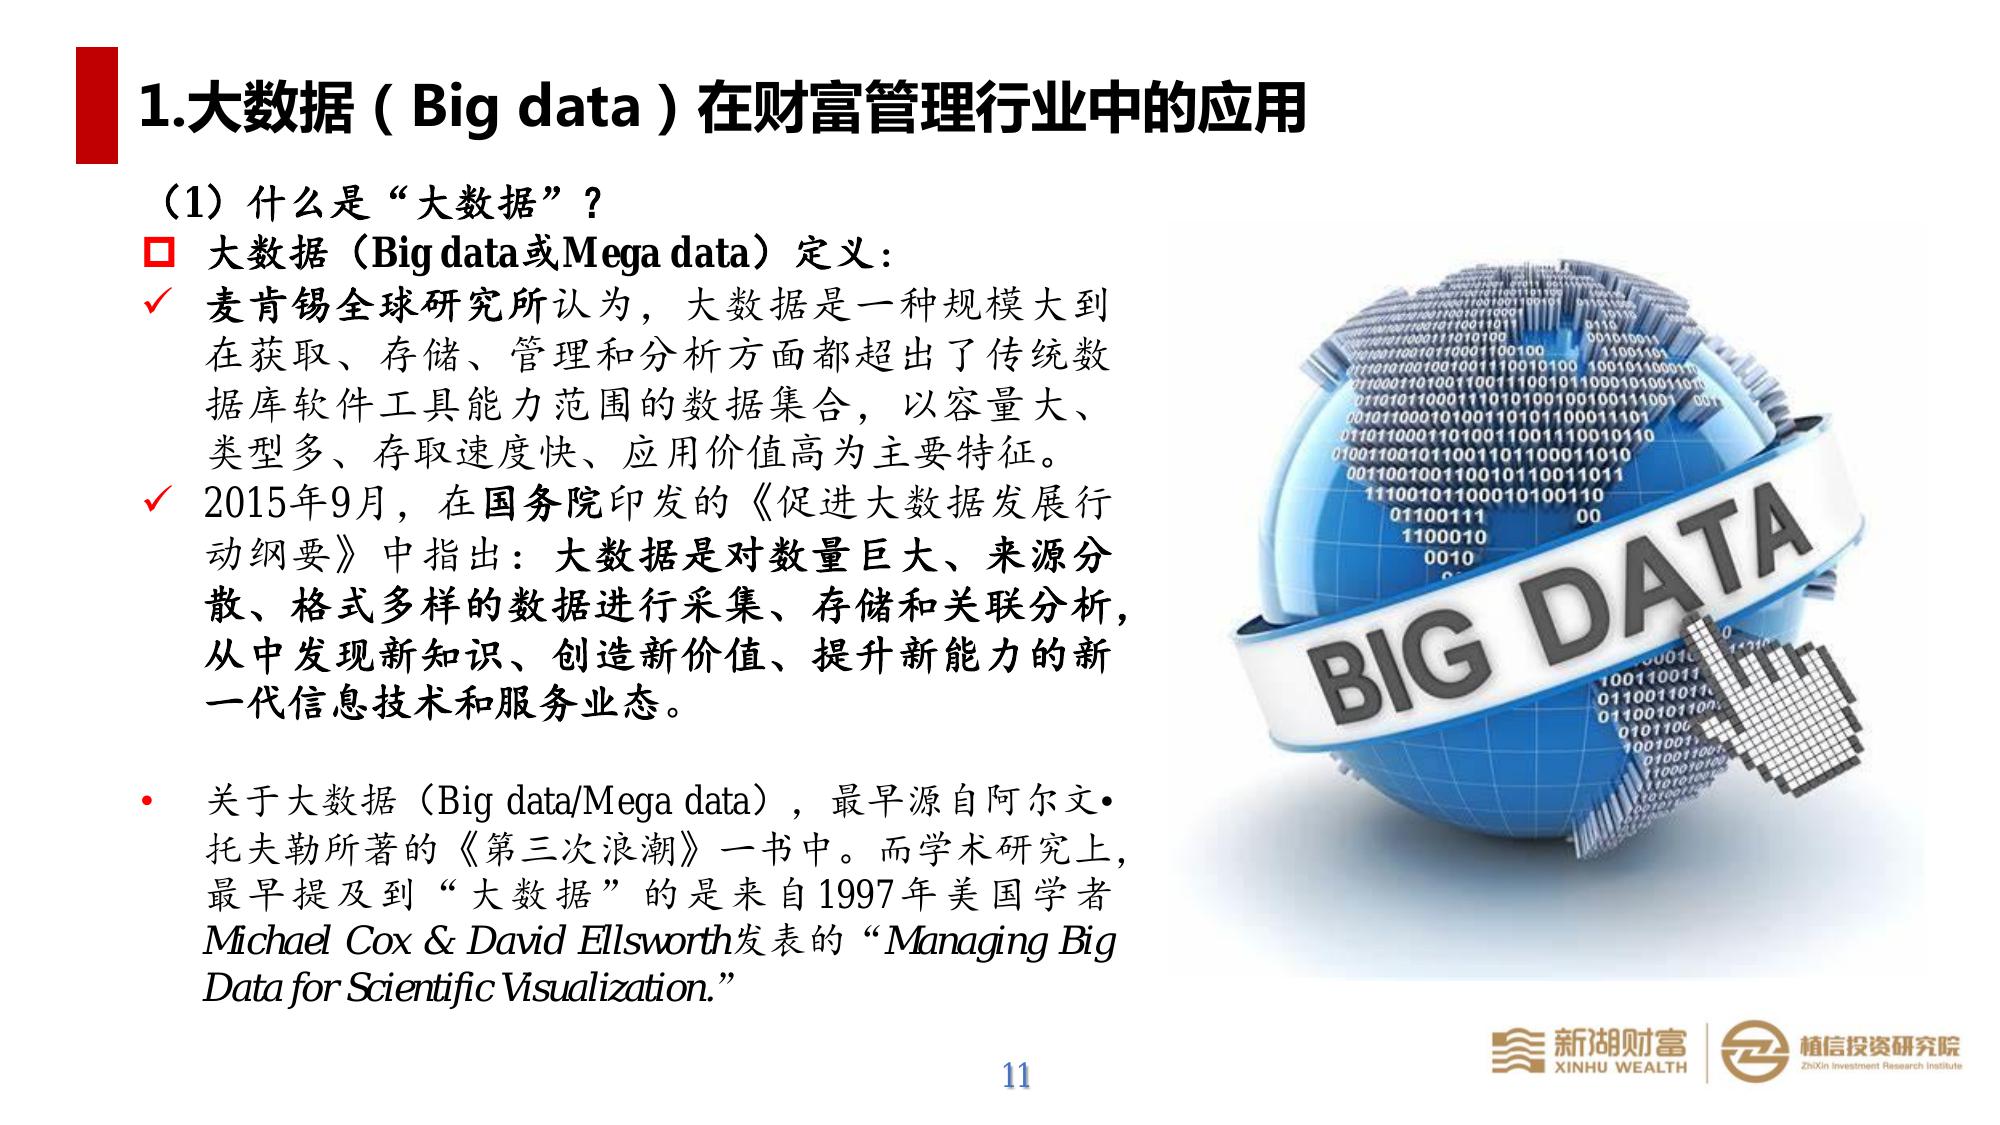 1.大数据（Big data）在财富管理行业中的应用
（1）什么是“大数据”？
大数据（Big data或Mega data）定义：
麦肯锡全球研究所认为，大数据是一种规模大到
在获取、存储、管理和分析方面都超出了传统数
据库软件工具能力范围的数据集合，以容量大、
类型多、存取速度快、应用价值高为主要特征。
2015年9月，在国务院印发的《促进大数据发展行
动纲要》中指出：大数据是对数量巨大、来源分
散、格式多样的数据进行采集、存储和关联分析，
从中发现新知识、创造新价值、提升新能力的新
一代信息技术和服务业态。
• 关于大数据（Big data/Mega data），最早源自阿尔文•
托夫勒所著的《第三次浪潮》一书中。而学术研究上，
最早提及到“大数据”的是来自1997年美国学者
Michael Cox & David Ellsworth发表的“Managing Big
Data for Scientific Visualization.”
BIG DATA
11
新湖财富
XINHU WEALTH
植信投资研究院
ZhiXin Investment Research Institute